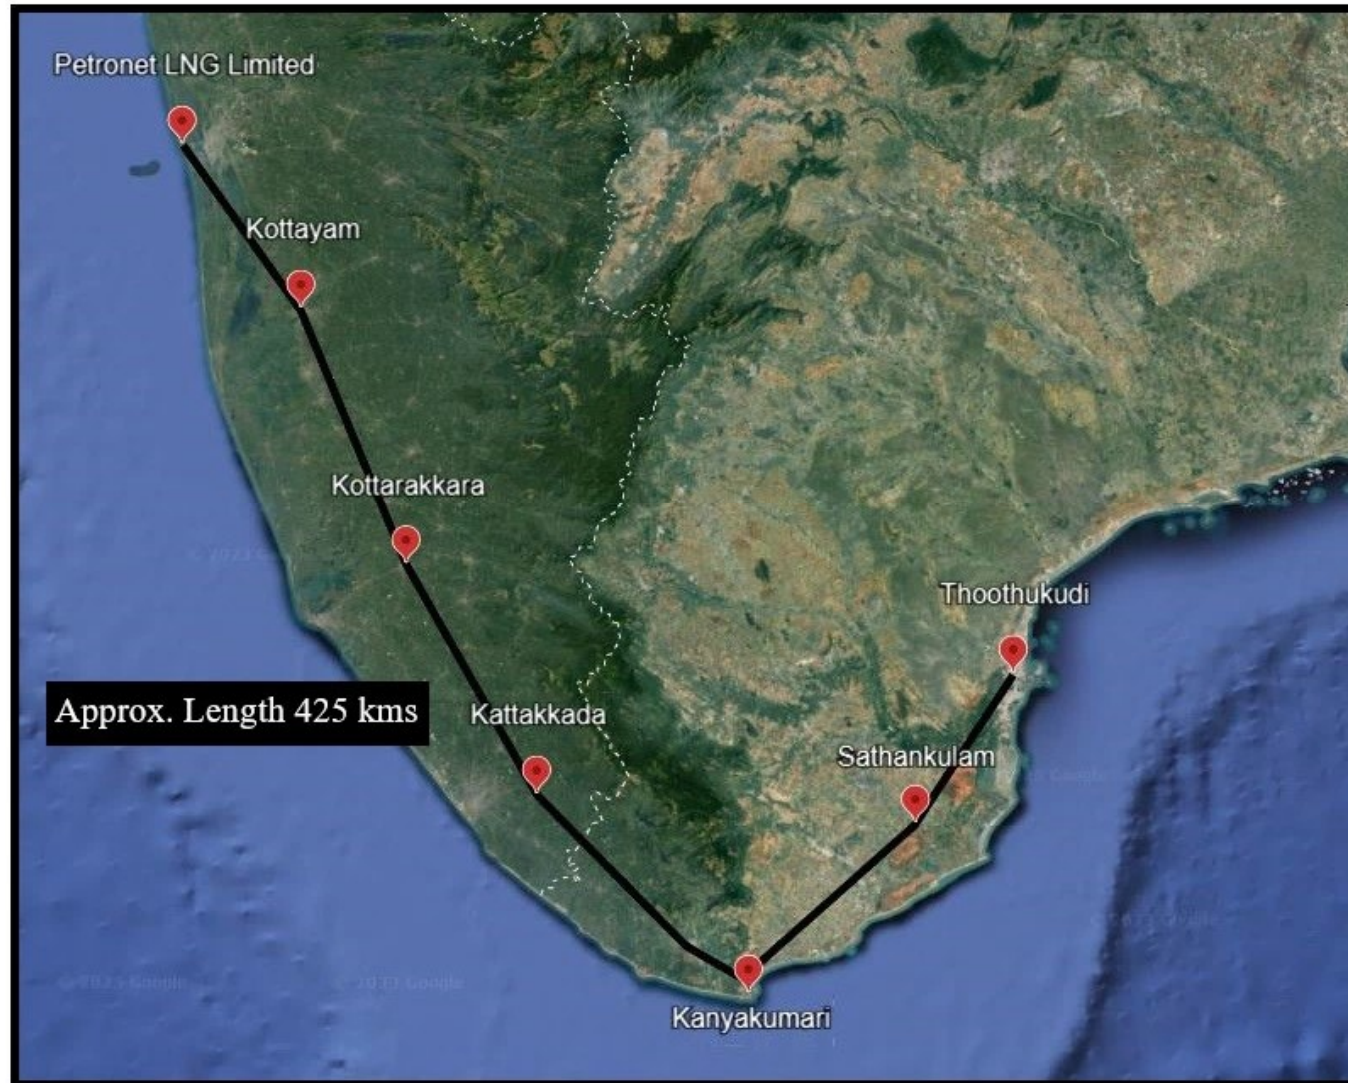 Petronet LNG Limited
Kottayam
Kottarakkara
Thoothukudi
Approx. Length 425 kms
Kattakkada
Sathankulam
Kanyakumari